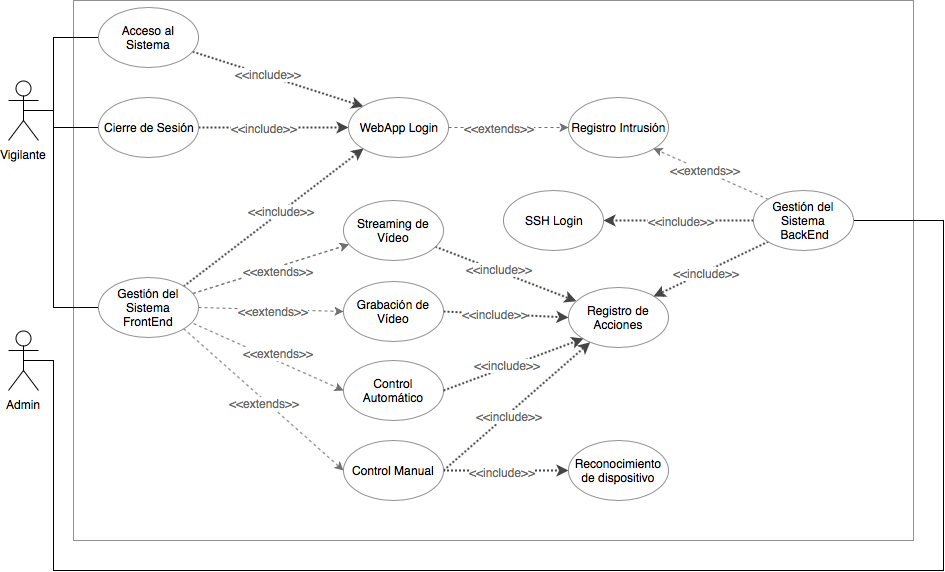 Acceso al
Sistema
<<include>>
Vigilante
Cierre de Sesión
<<include>>
WebApp Login
<<extends>>
Registro Intrusión
<<extends>>
<<include>>
Streaming de
Vídeo
SSH Login
<<include>>
Gestión del
Sistema
BackEnd
<<extends>>
<<include>>
<<include>>
Gestión del
Sistema
FrontEnd
<<extends>>
Grabación de
Vídeo
<<include>>
Registro de
Acciones
<<extends>>
<<include>>
Admin
Control
Automático
<<extends>>
<<include>>
Control Manual
<<include>>
Reconocimiento
de dispositivo